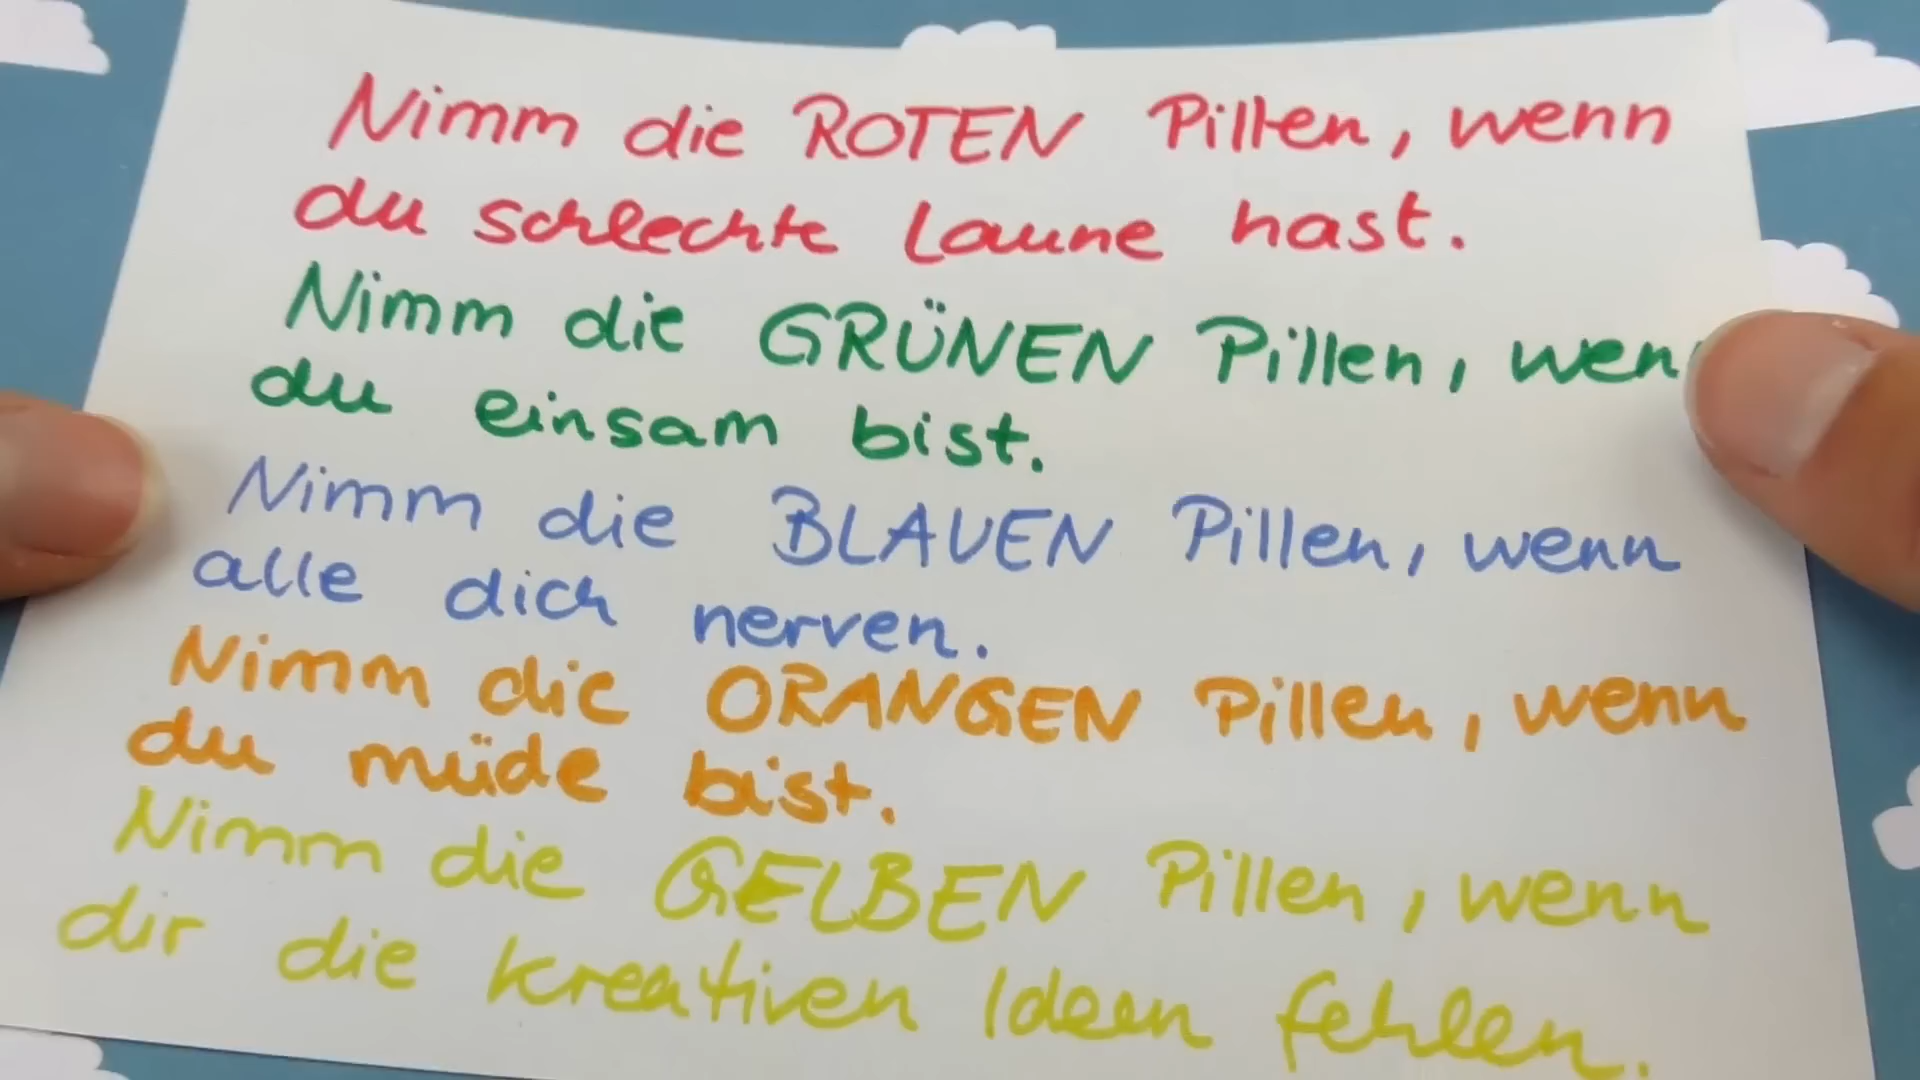 Nimm die ROTEN Pillen, wenn
du schlechte Laune hast.
Nimm die GRÜNEN Pillen, wen
du einsam bist.
Nimm die BLAUEN Pillen, wenn
alle dich nerven.
Nimm die ORANGEN Pillen, wenn
du müde bist.
Nimm die GELBEN Pillen, wenn
dir die kreativen Ideen fehlen.